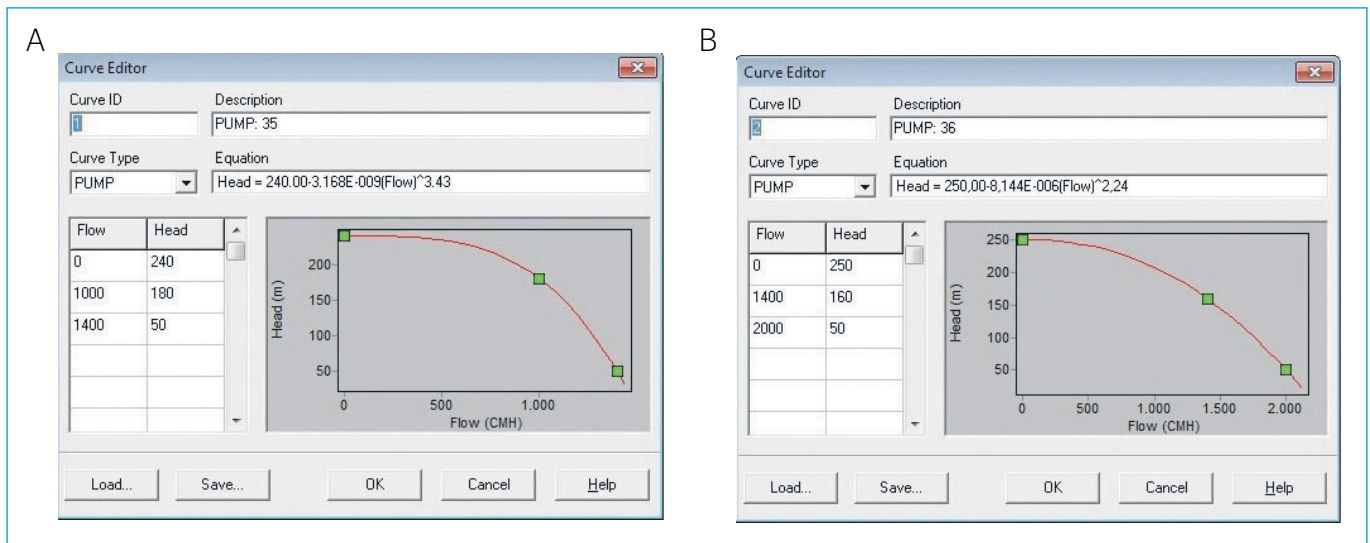 A
Curve Editor
Curve ID Description
1 PUMP: 35
Curve Type Equation
PUMP Head = 240.00-3.168E-009(Flow)^3.43
Flow Head
0 240
1000 180
1400 50
200
150
100
50
Head (m)
0 500 1.000
Flow (CMH)
Load... Save... OK Cancel Help
B
Curve Editor
Curve ID Description
2 PUMP: 36
Curve Type Equation
PUMP Head = 250,00-8,144E-006(Flow)^2,24
Flow Head
0 250
1400 160
2000 50
250
200
150
100
50
Head (m)
0 500 1.000 1.500 2.000
Flow (CMH)
Load... Save... OK Cancel Help